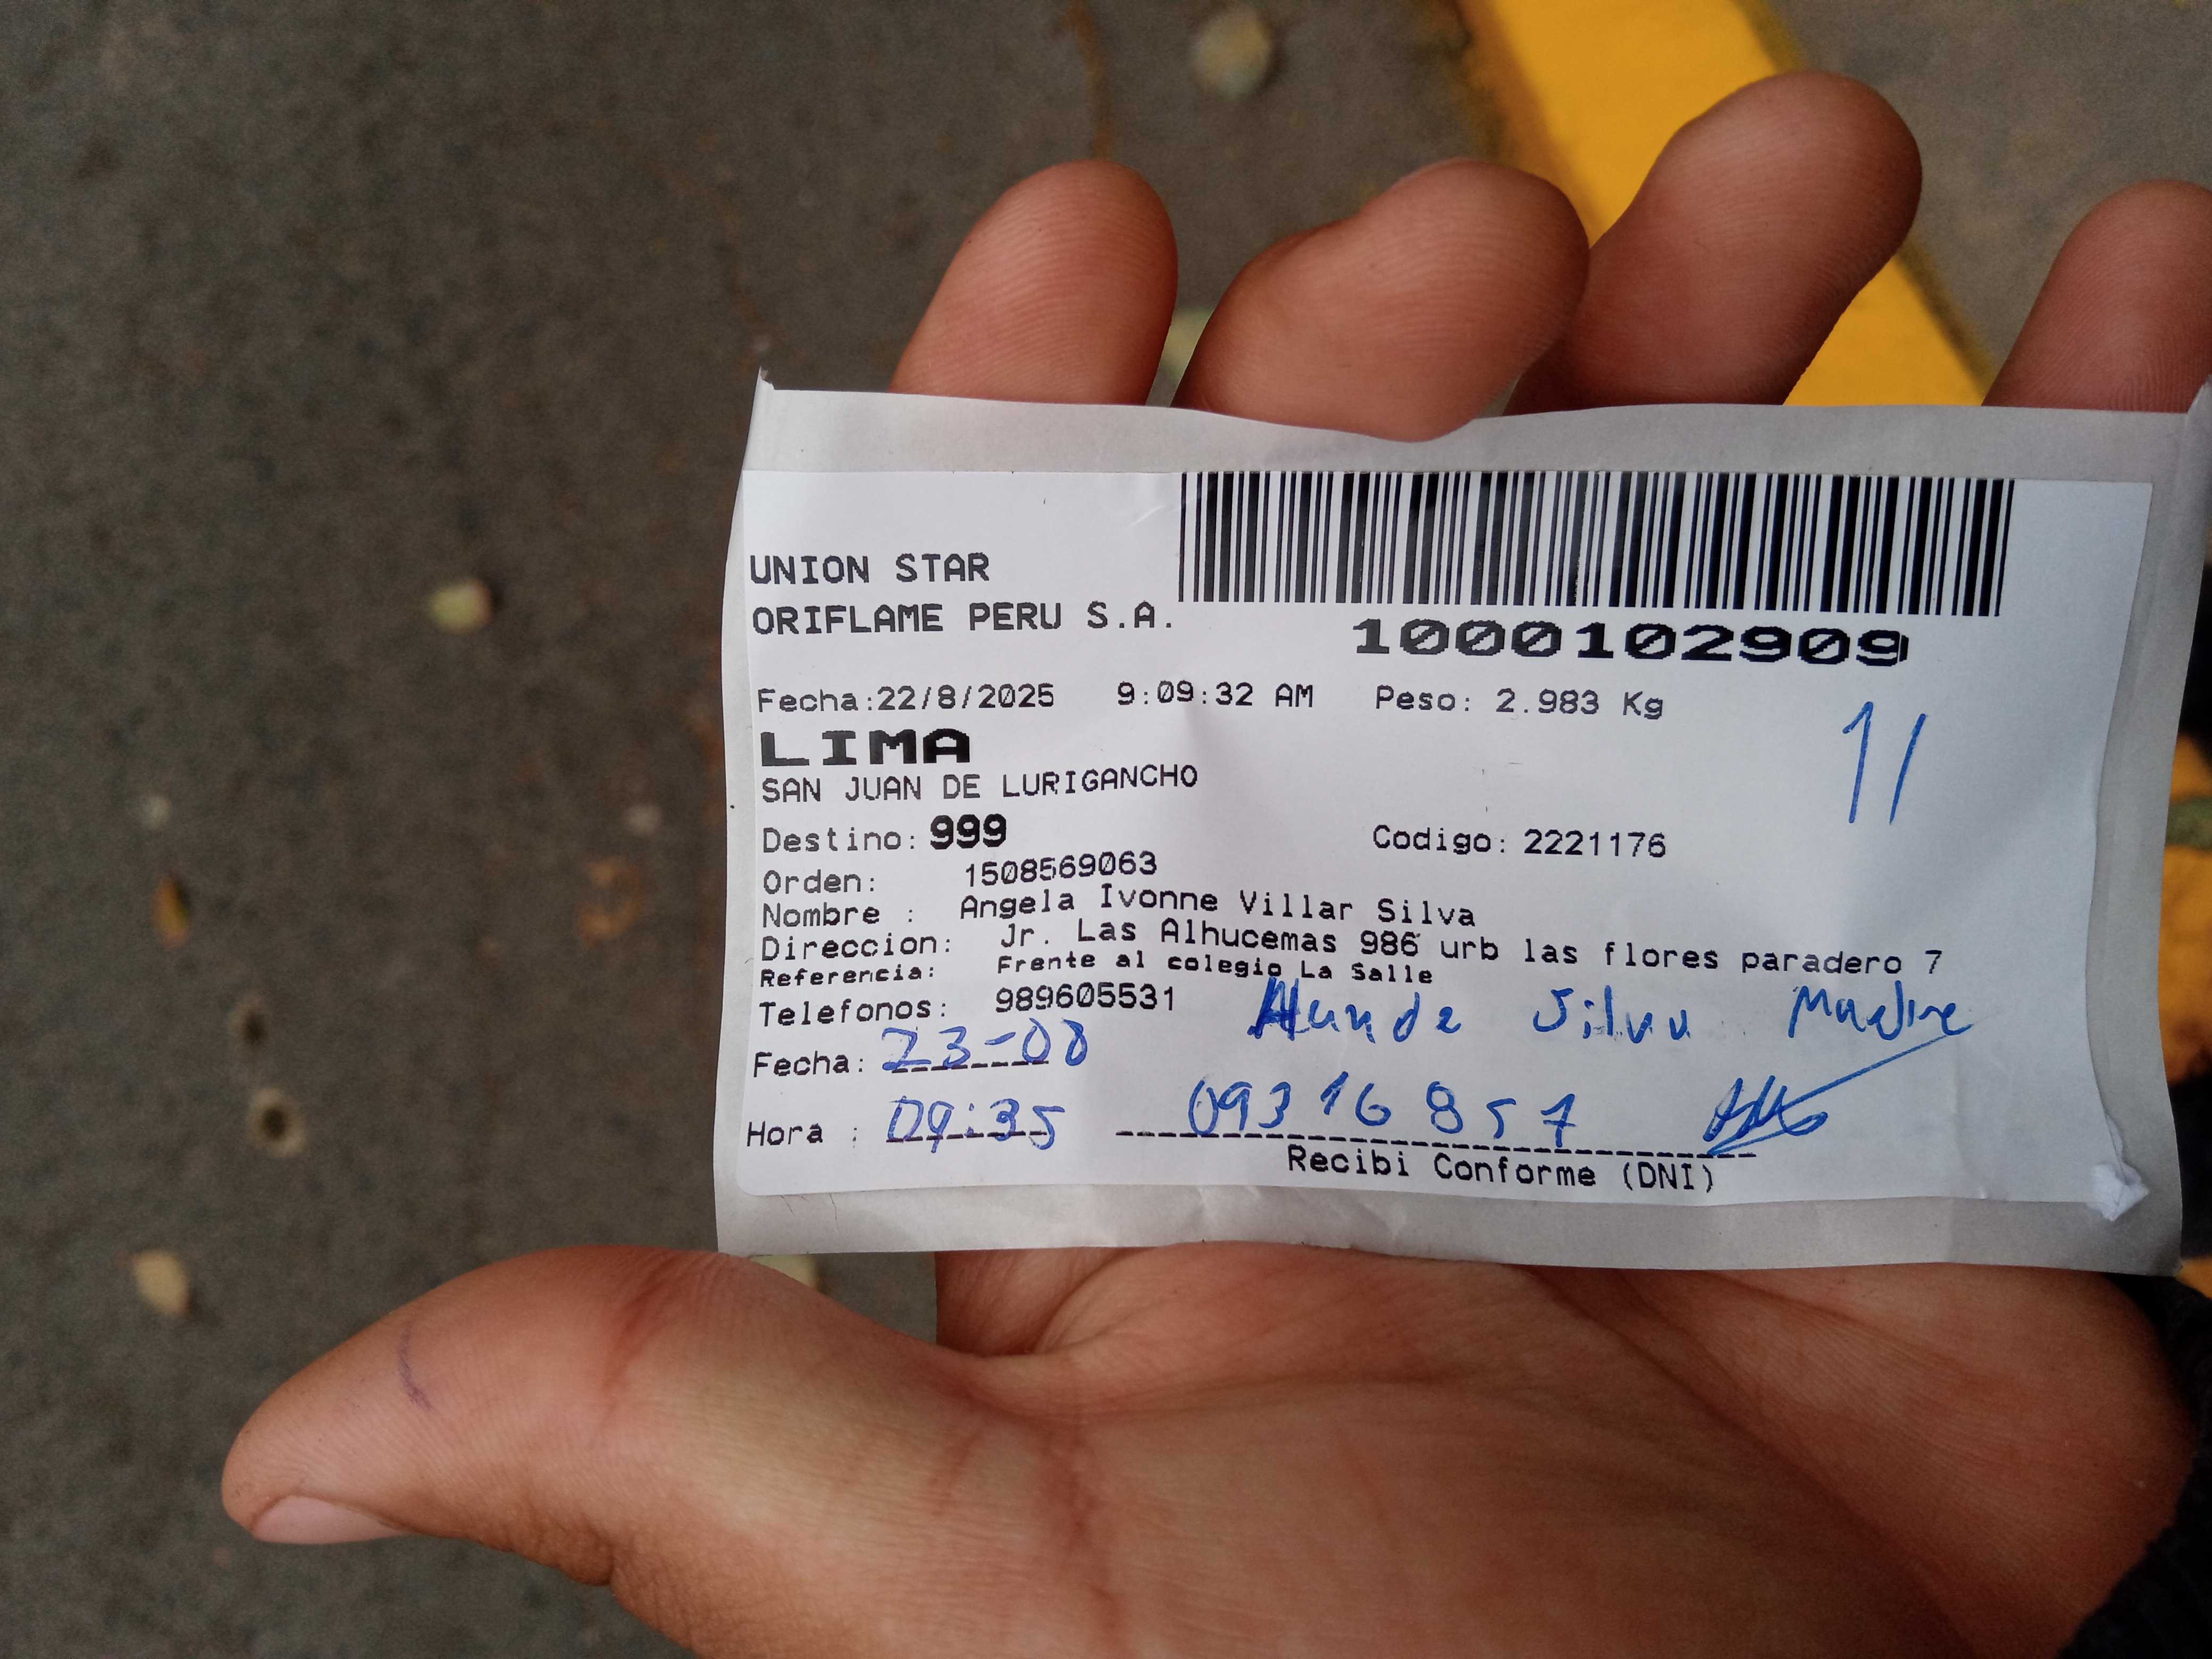 UNION STAR
ORIFLAME PERU S.A.
1000102909
Fecha:22/8/2025 9:09:32 AM Peso: 2.983 Kg
LIMA
11
SAN JUAN DE LURIGANCHO
Destino: 999 Codigo: 2221176
Orden: 1508569063
Nombre : Angela Ivonne Villar Silva
Direccion: Jr. Las Alhucemas 986 urb las flores paradero 7
Referencia: Frente al colegio La Salle
Telefonos: 989605531 Silva Madre
Fecha: 23-08
Hora : 09:35 09316857
Recibi Conforme (DNI)